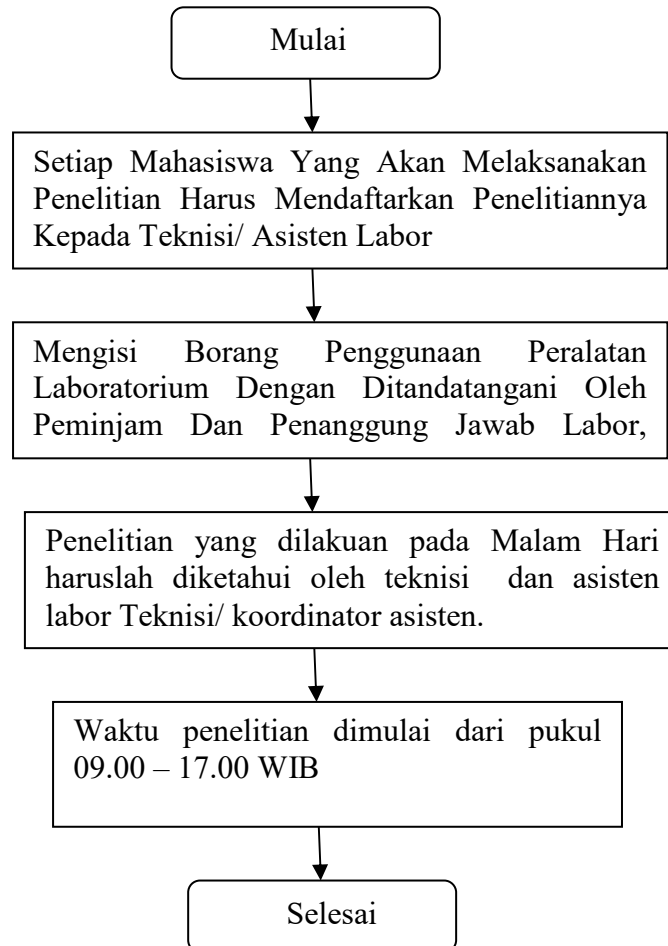 Mulai
Setiap Mahasiswa Yang Akan Melaksanakan
Penelitian Harus Mendaftarkan Penelitiannya
Kepada Teknisi/ Asisten Labor
Mengisi Borang Penggunaan Peralatan
Laboratorium Dengan Ditandatangani Oleh
Peminjam Dan Penanggung Jawab Labor,
Penelitian yang dilakuan pada Malam Hari
haruslah diketahui oleh teknisi dan asisten
labor Teknisi/ koordinator asisten.
Waktu penelitian dimulai dari pukul
09.00 – 17.00 WIB
Selesai